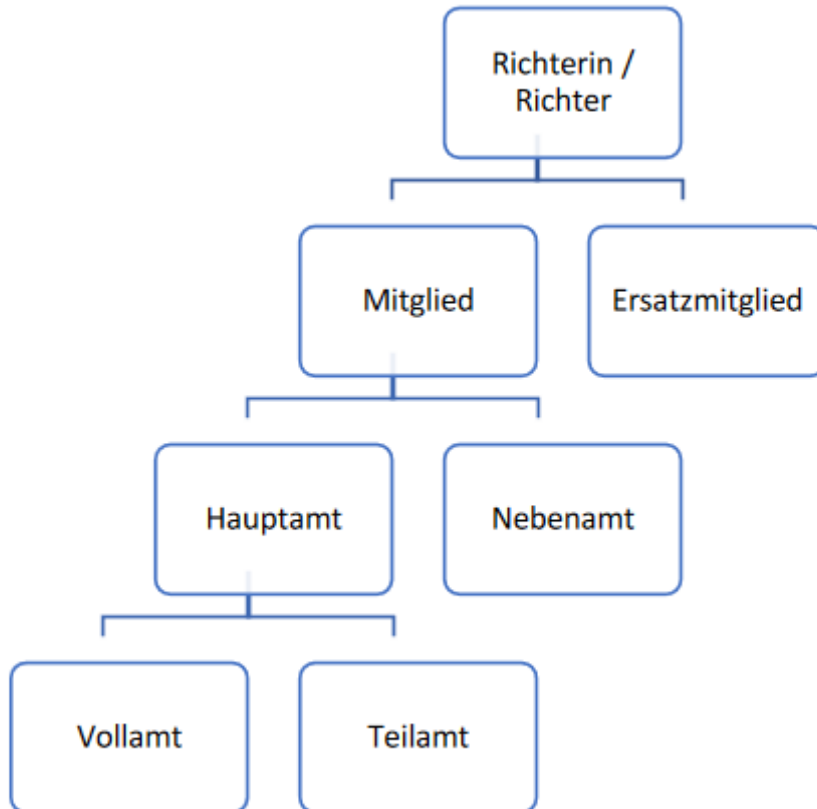 Richterin /
Richter
Mitglied
Ersatzmitglied
Hauptamt
Nebenamt
Vollamt
Teilamt